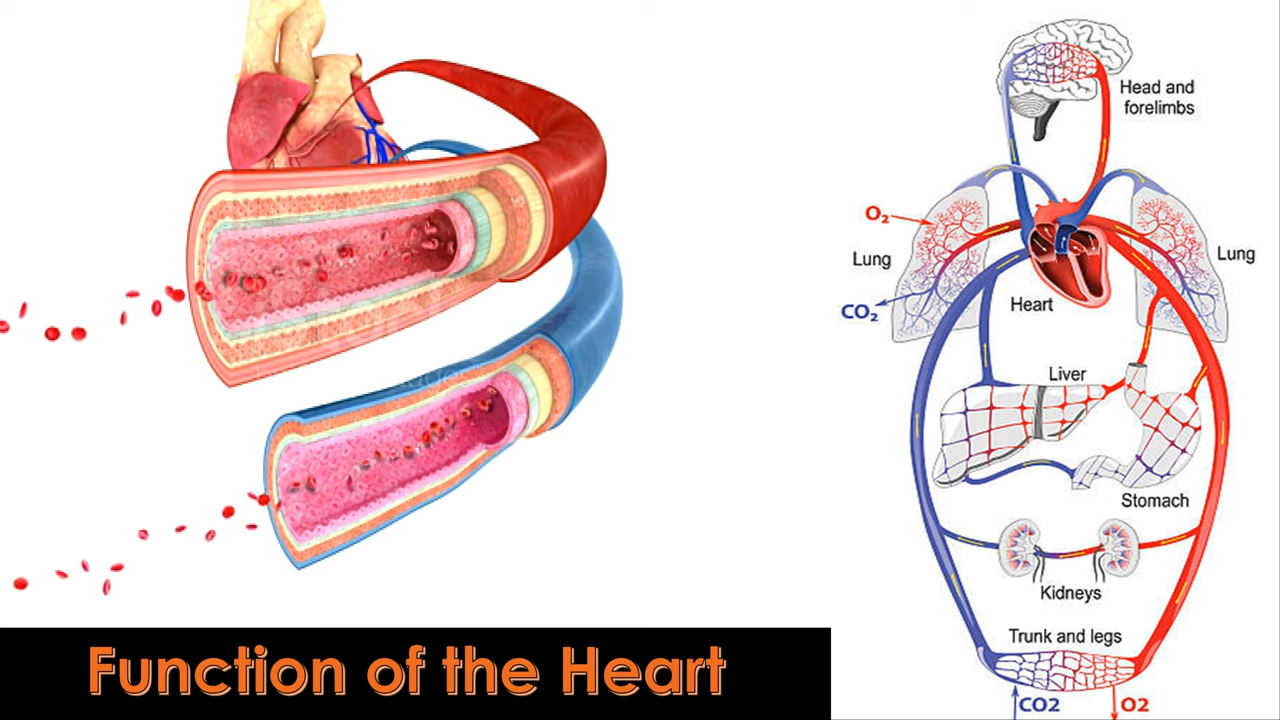 Head and
forelimbs
O₂
Lung
Lung
CO₂
Heart
Liver
Stomach
Kidneys
Trunk and legs
CO2
O2
Function of the Heart